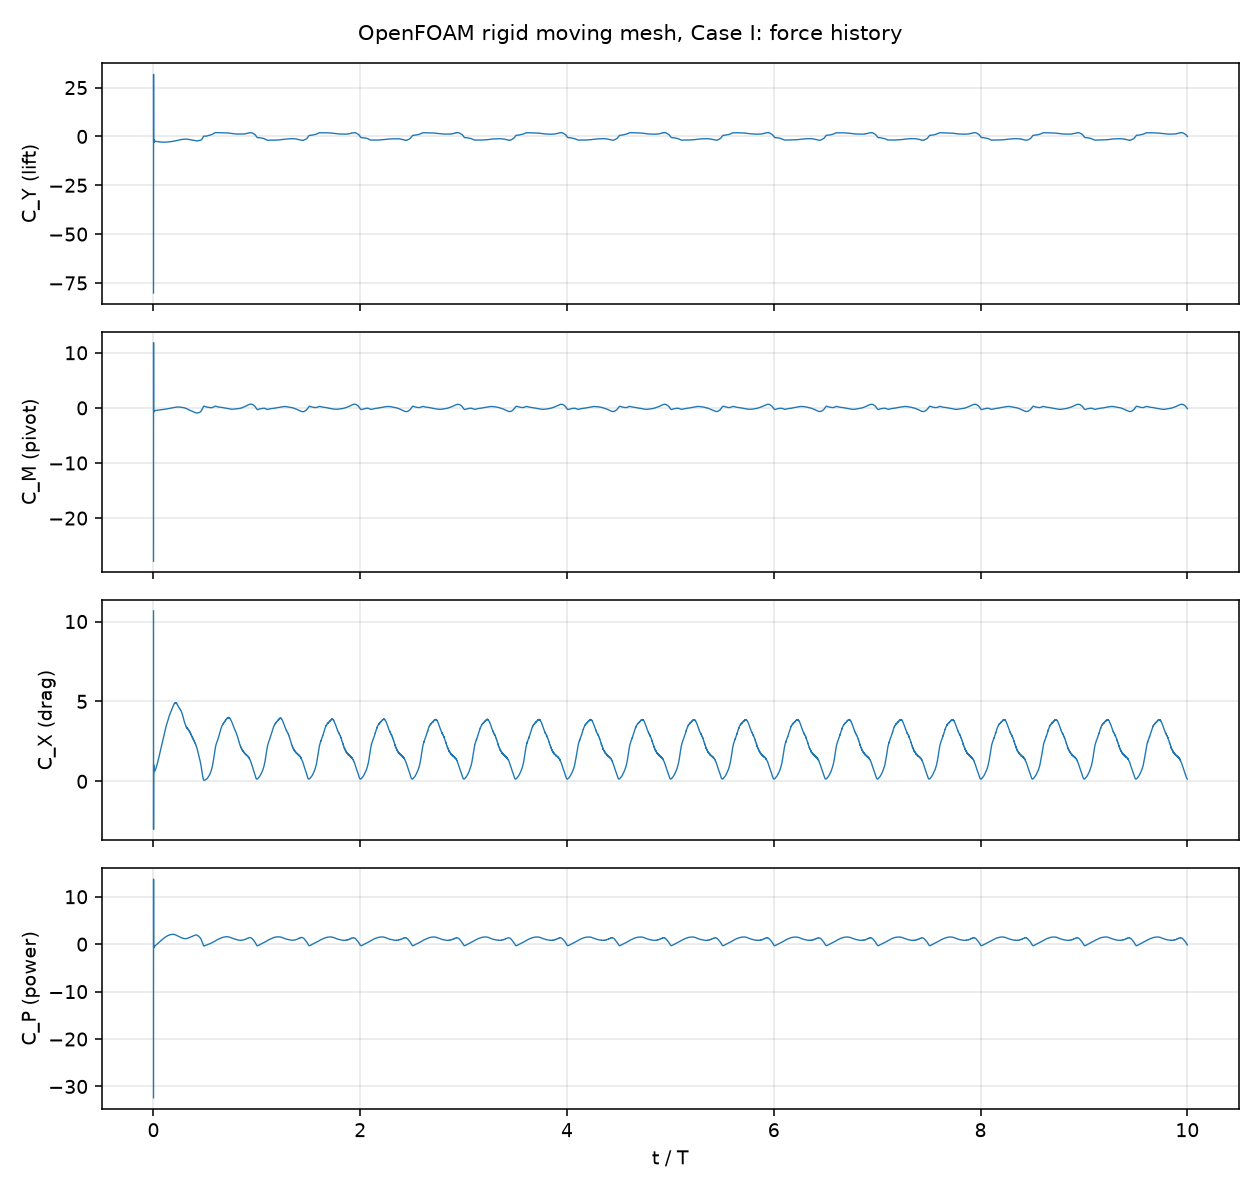 OpenFOAM rigid moving mesh, Case I: force history
C_Y (lift)
25
0
−25
−50
−75
C_M (pivot)
10
0
−10
−20
C_X (drag)
10
5
0
C_P (power)
10
0
−10
−20
−30
0 2 4 6 8 10
t / T